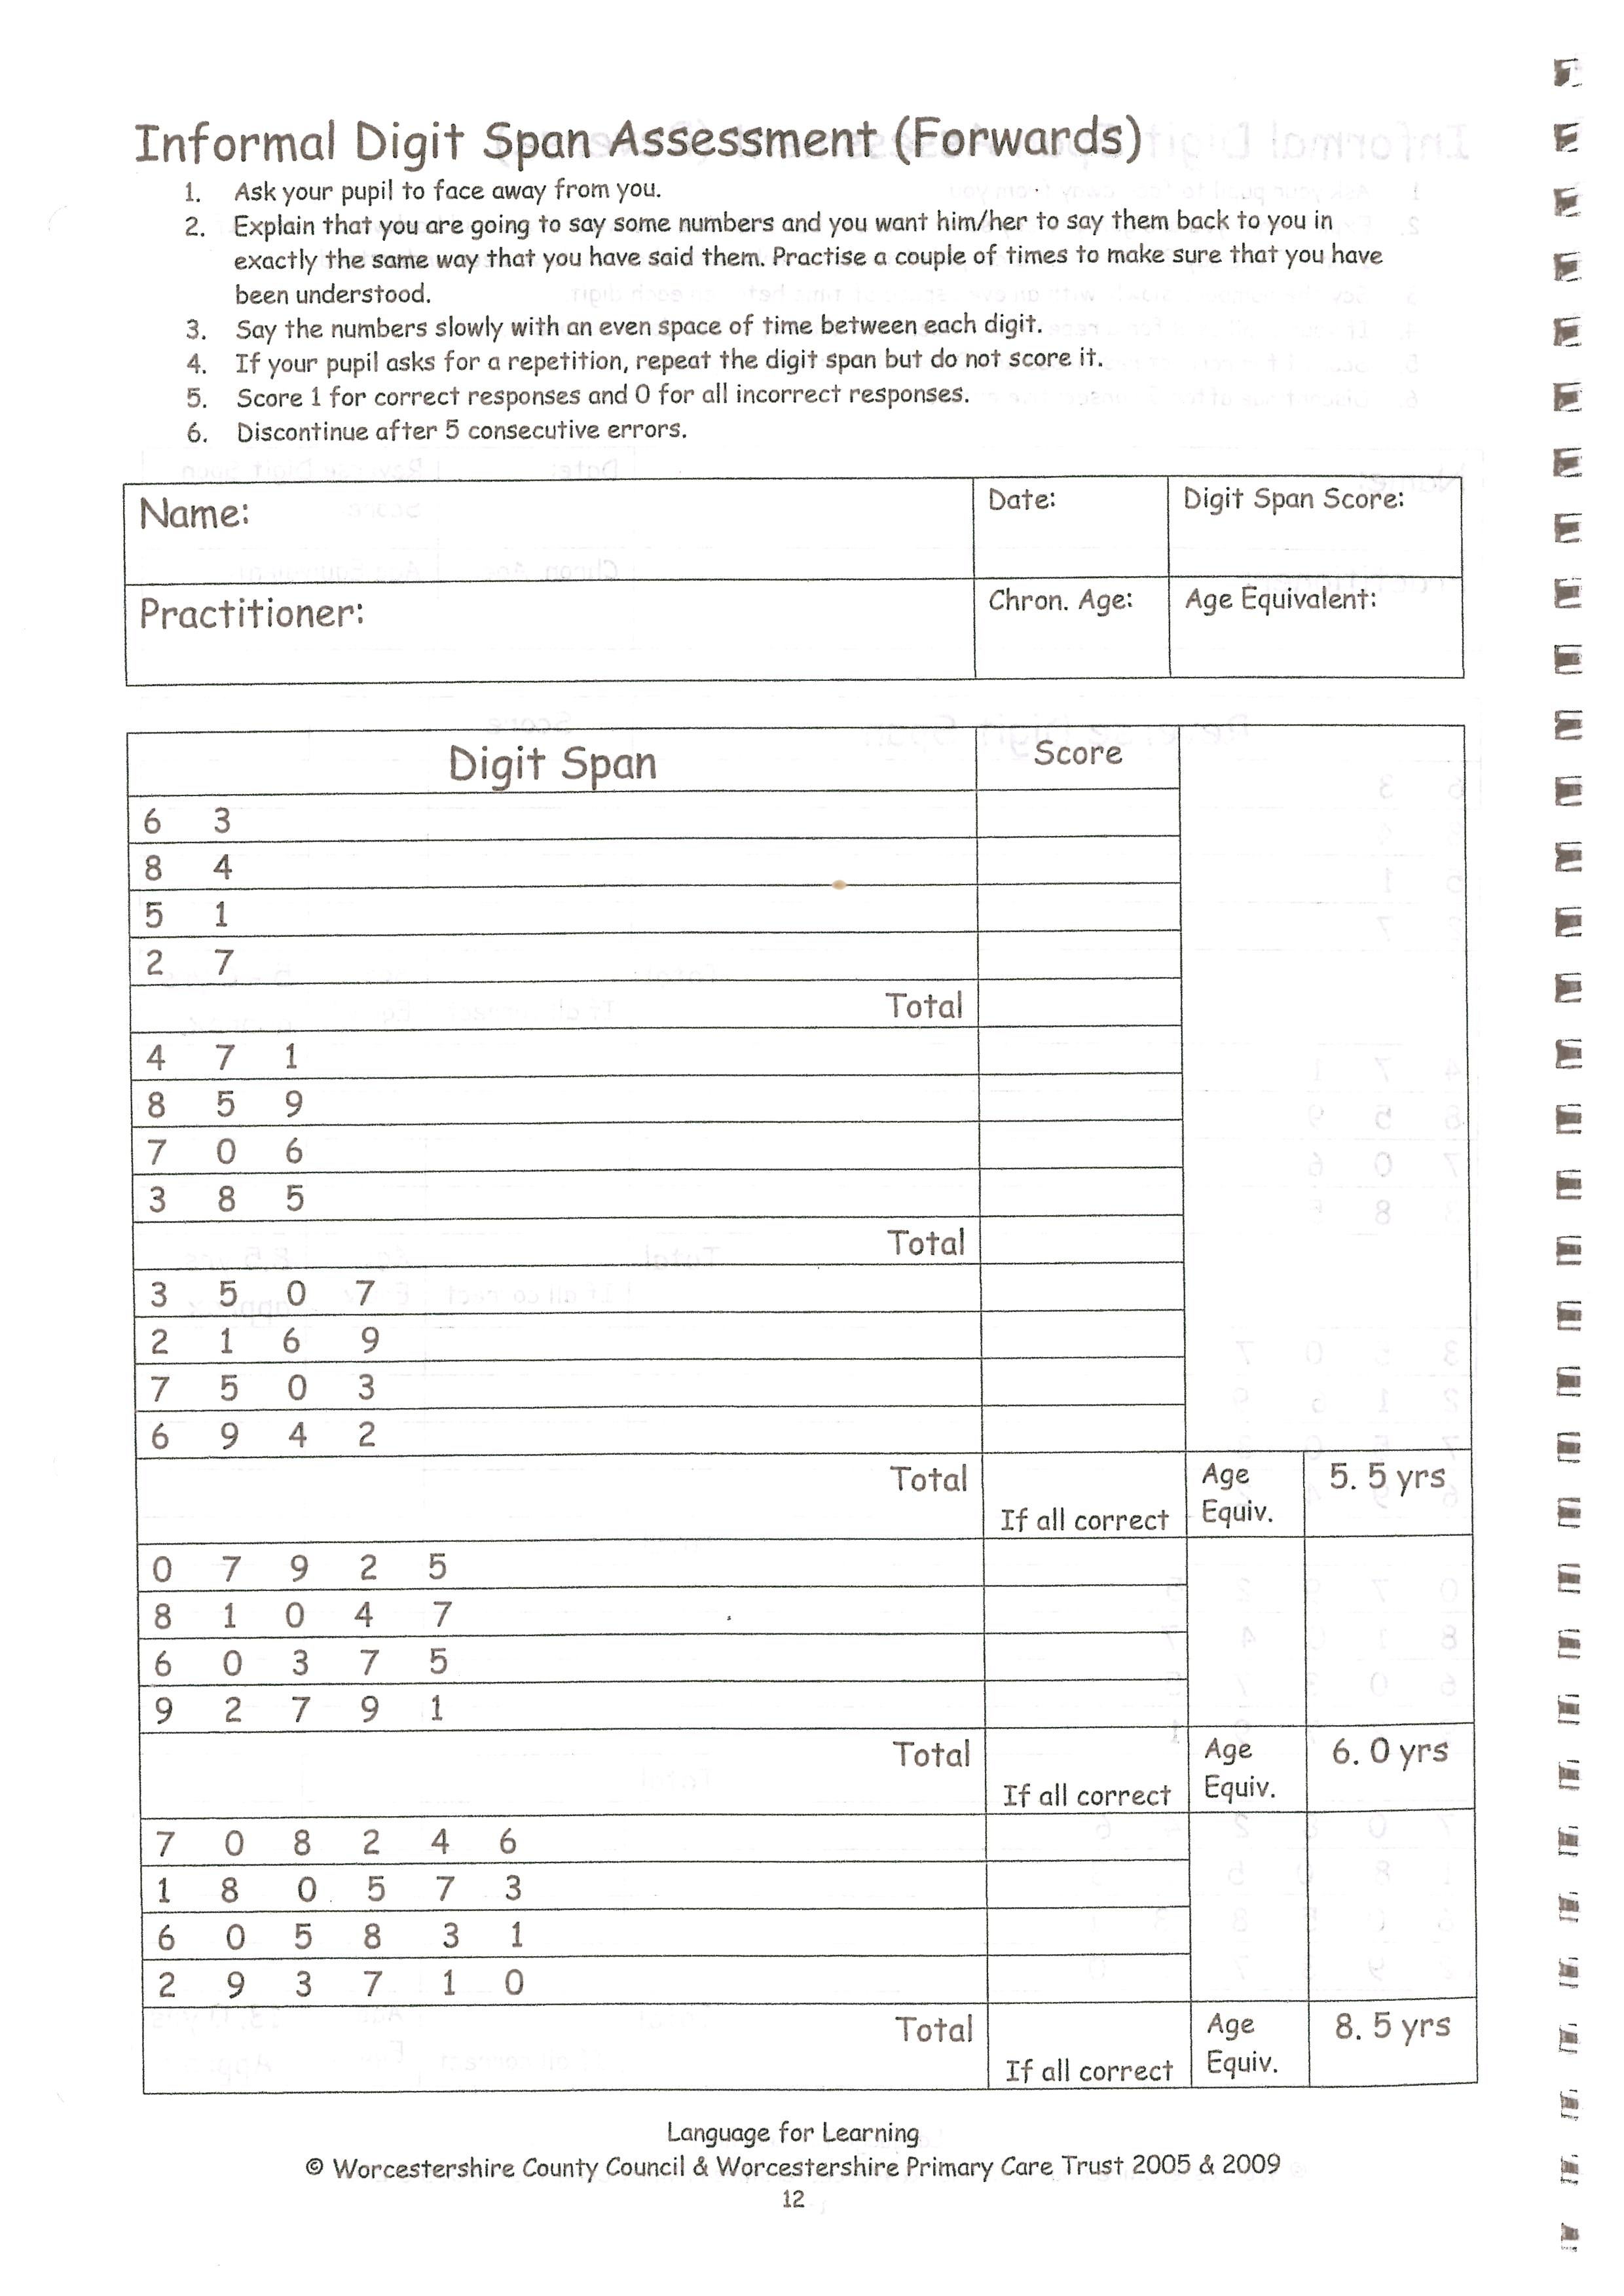 Informal Digit Span Assessment (Forwards)
1. Ask your pupil to face away from you.
2. Explain that you are going to say some numbers and you want him/her to say them back to you in
exactly the same way that you have said them. Practise a couple of times to make sure that you have
been understood.
3. Say the numbers slowly with an even space of time between each digit.
4. If your pupil asks for a repetition, repeat the digit span but do not score it.
5. Score 1 for correct responses and 0 for all incorrect responses.
6. Discontinue after 5 consecutive errors.
Name: Date: Digit Span Score:
Practitioner: Chron. Age: Age Equivalent:
Digit Span Score
6 3
8 4
5 1
2 7
Total
4 7 1
8 5 9
7 0 6
3 8 5
Total
3 5 0 7
2 1 6 9
7 5 0 3
6 9 4 2
Total Age 5. 5 yrs
If all correct Equiv.
0 7 9 2 5
8 1 0 4 7
6 0 3 7 5
9 2 7 9 1
Total Age 6. 0 yrs
If all correct Equiv.
7 0 8 2 4 6
1 8 0 5 7 3
6 0 5 8 3 1
2 9 3 7 1 0
Total Age 8. 5 yrs
If all correct Equiv.
Language for Learning
© Worcestershire County Council & Worcestershire Primary Care Trust 2005 & 2009
12